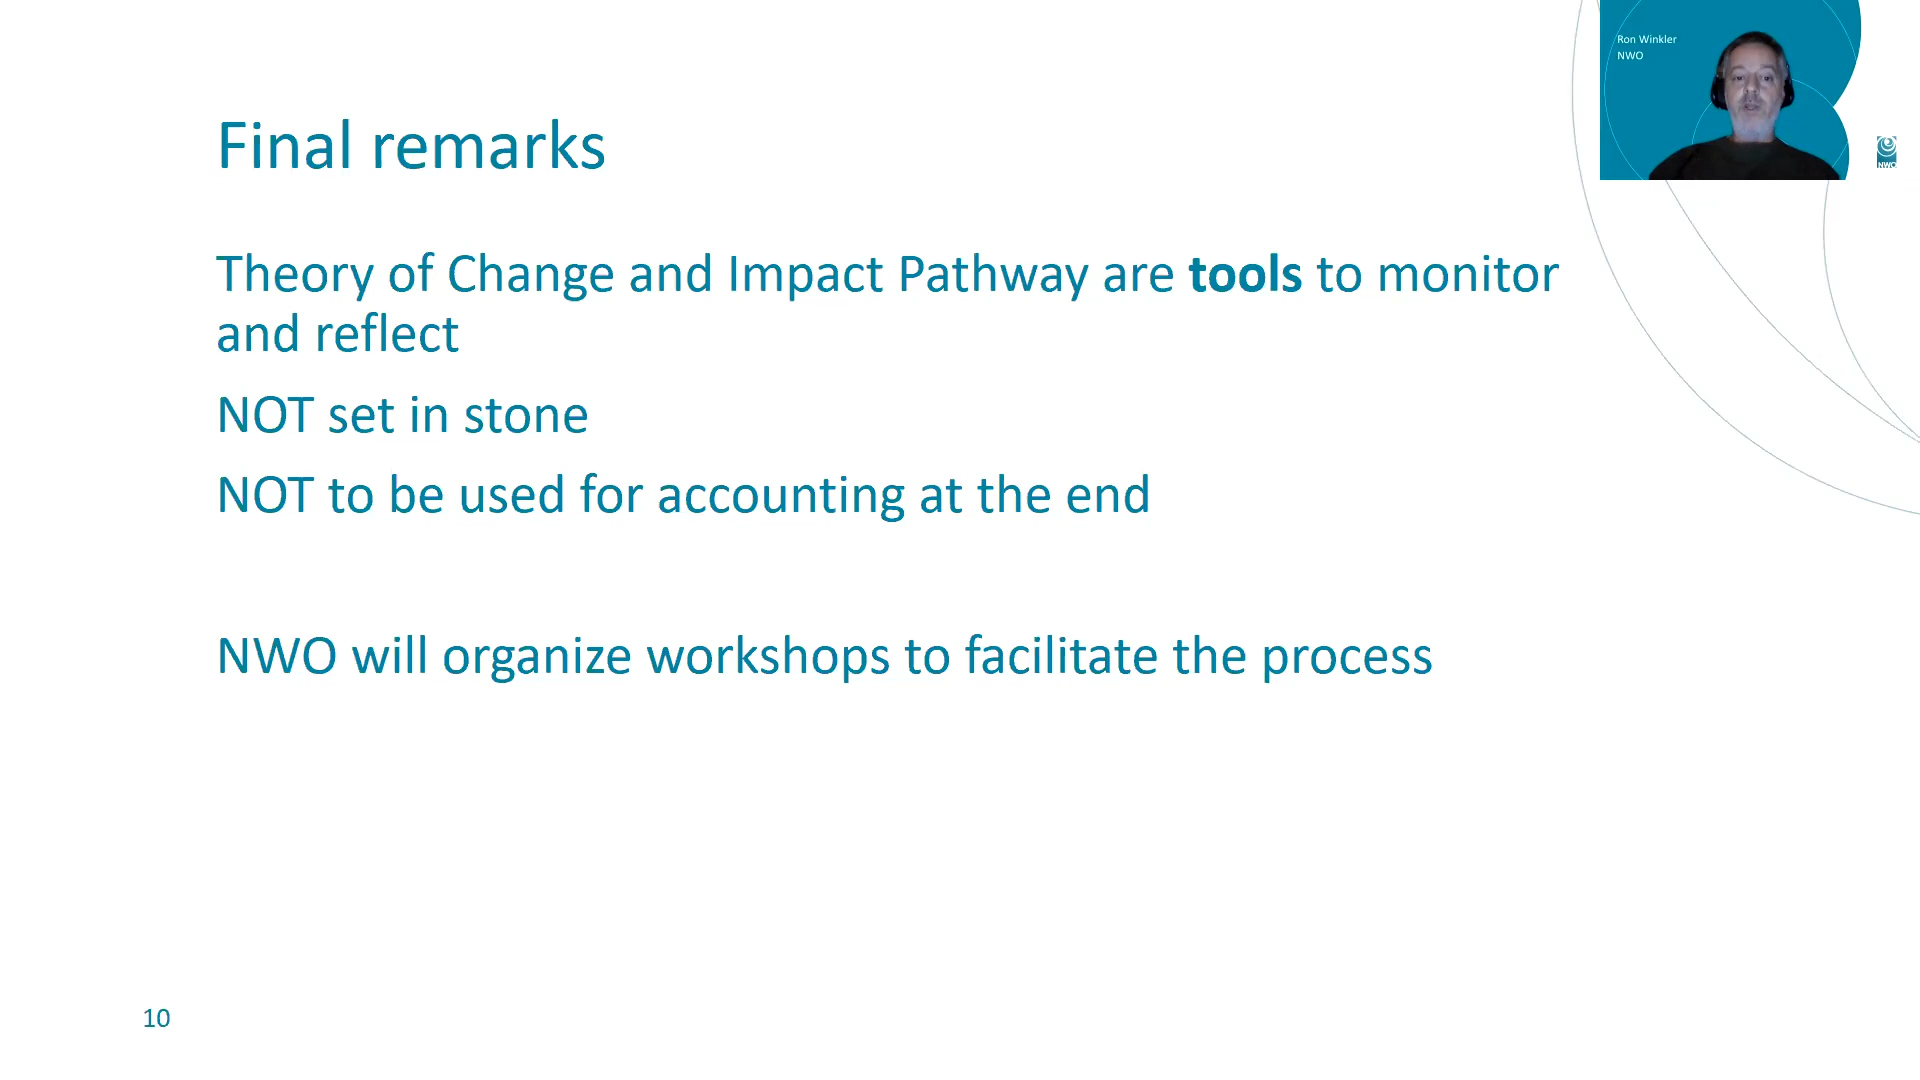 Ron Winkler
NWO
NWO
Final remarks
Theory of Change and Impact Pathway are tools to monitor
and reflect
NOT set in stone
NOT to be used for accounting at the end
NWO will organize workshops to facilitate the process
10